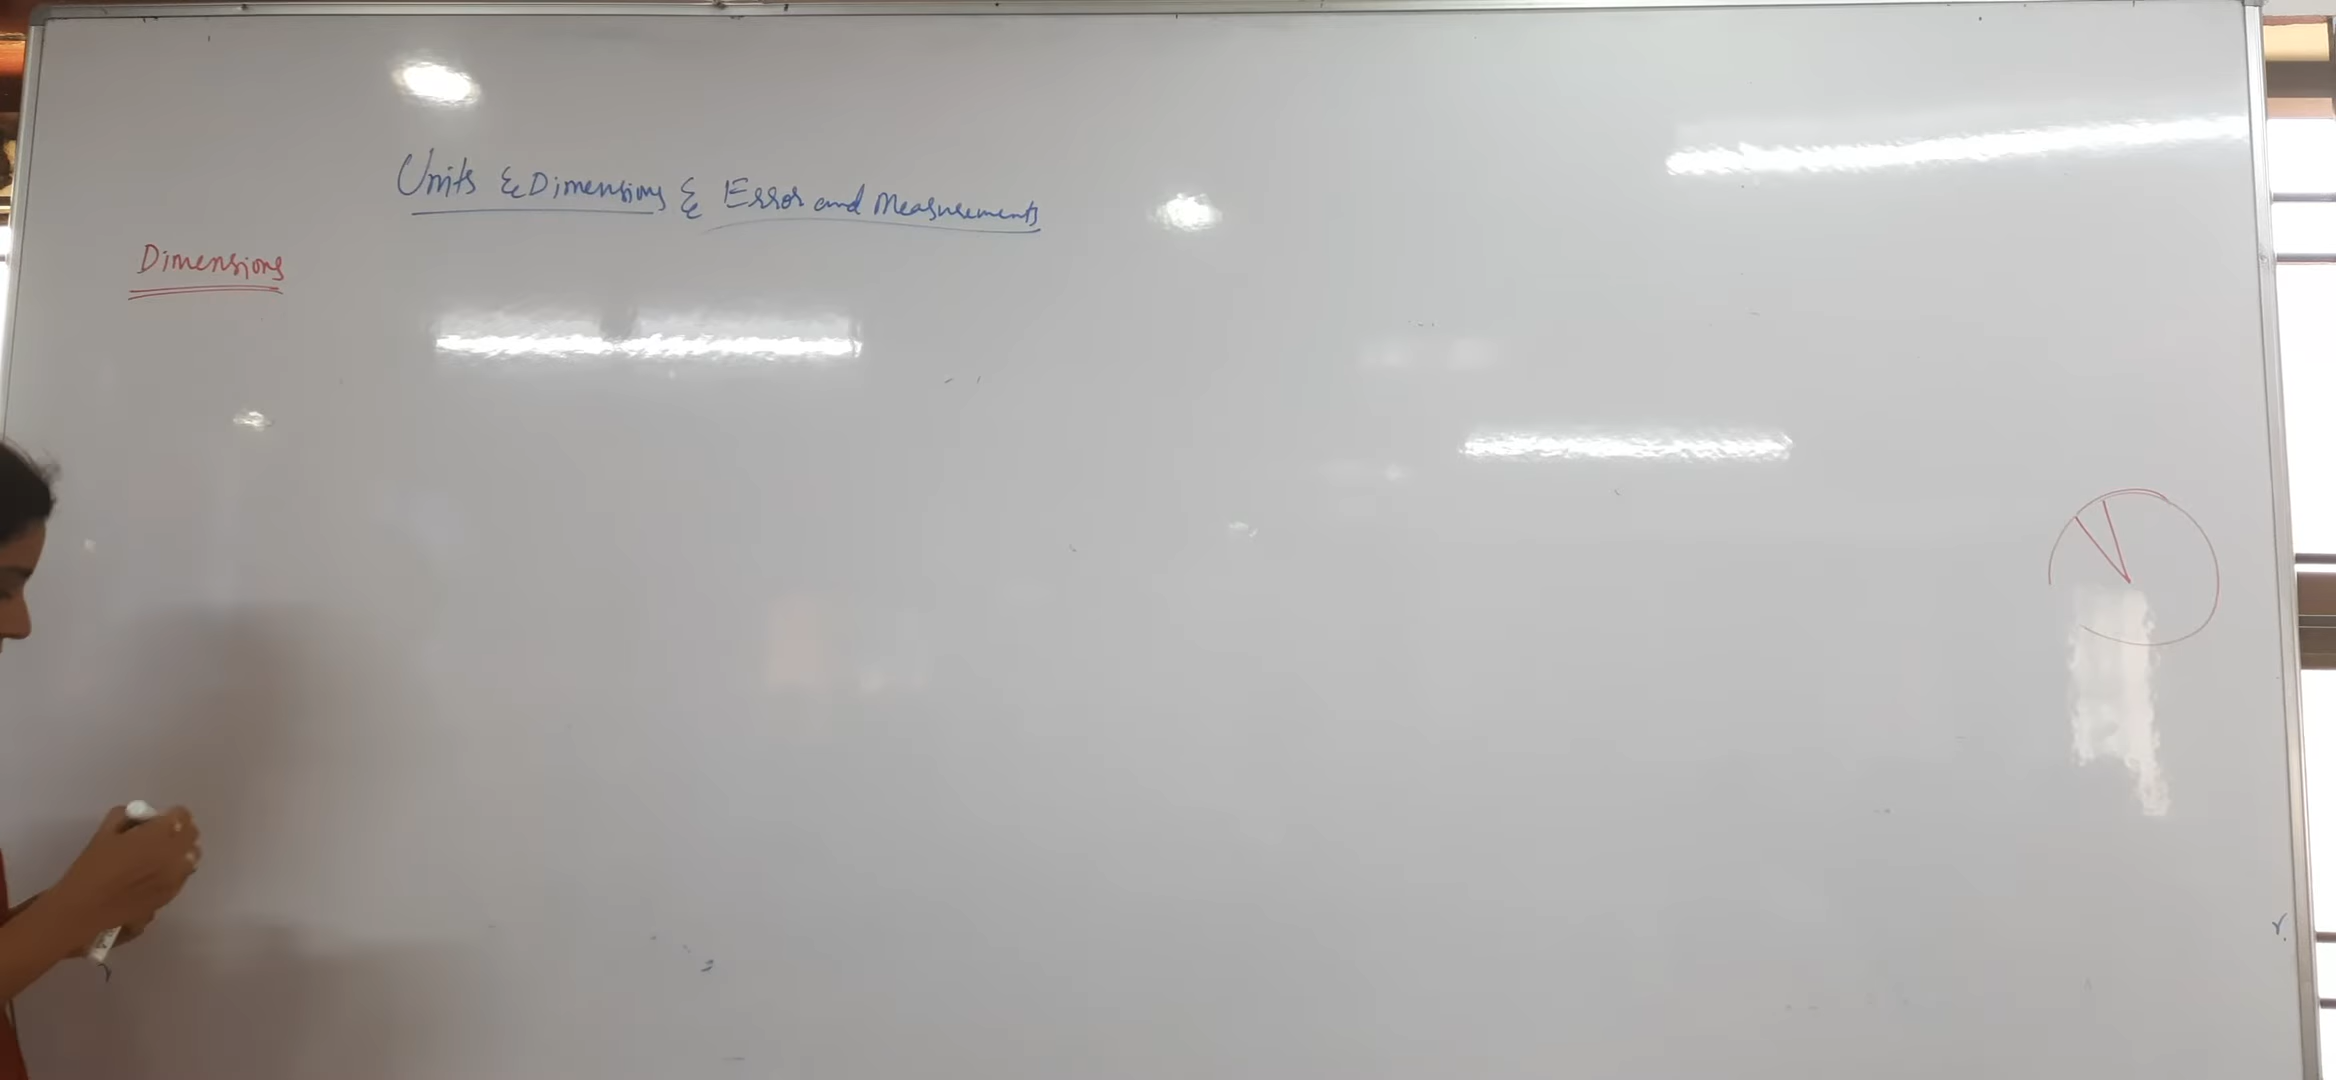 Units & Dimensions & Error and Measurements
Dimensions
r.